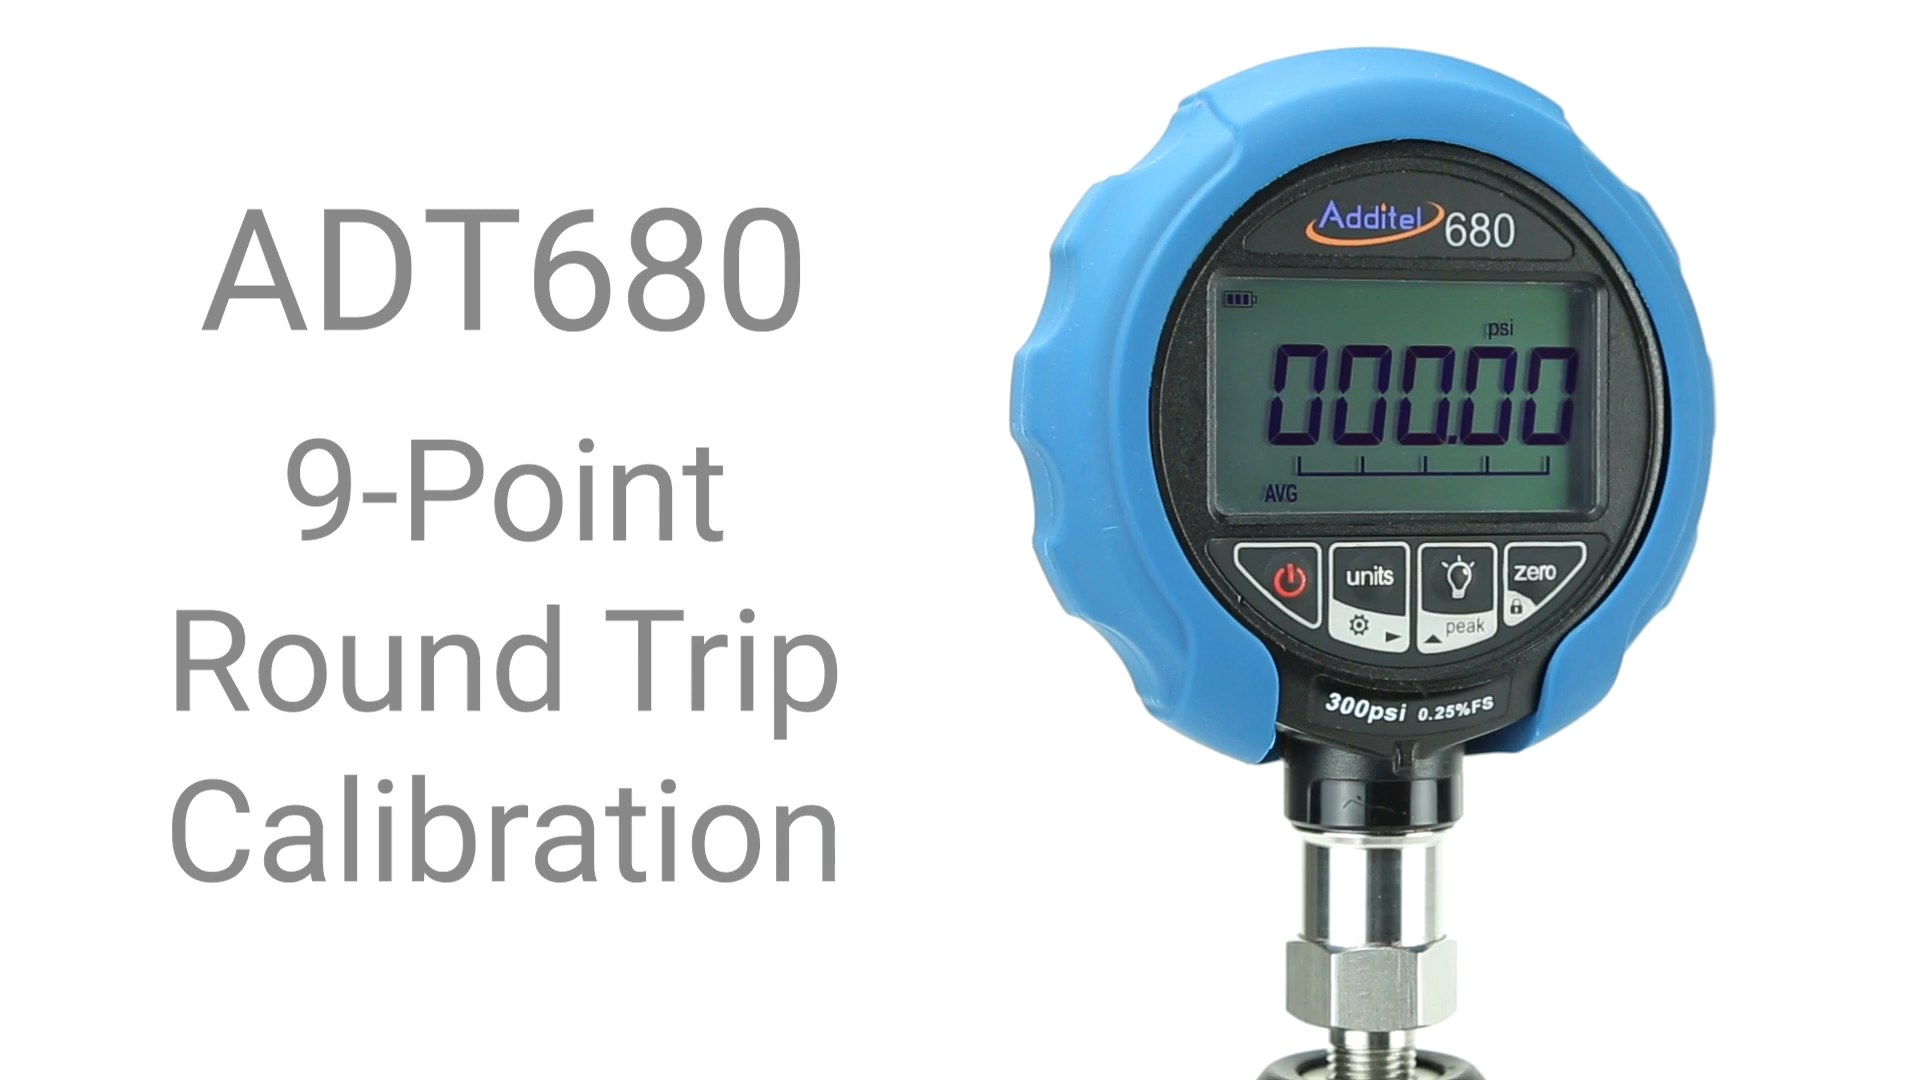 ADT680
9-Point
Round Trip
Calibration
Additel 680
psi
000.00
AVG
units
zero
peak
300psi 0.25%FS